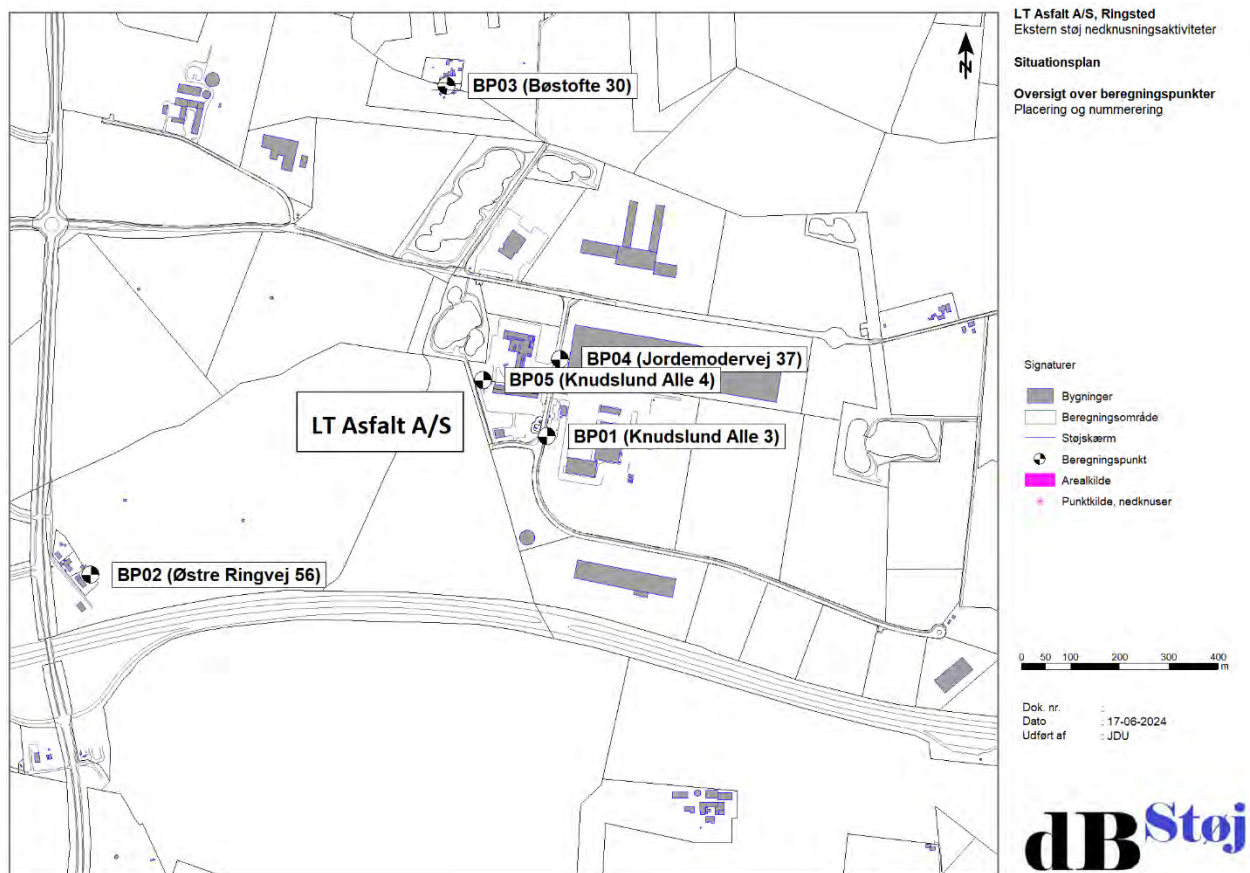 LT Asfalt A/S, Ringsted
Ekstern støj nedknusningsaktiviteter
Situationsplan
Oversigt over beregningspunkter
Placering og nummerering
N
BP03 (Bøstofte 30)
BP04 (Jordemodervej 37)
BP05 (Knudslund Alle 4)
LT Asfalt A/S
BP01 (Knudslund Alle 3)
BP02 (Østre Ringvej 56)
Signaturer
Bygninger
Beregningsområde
Støjskærm
Beregningspunkt
Arealkilde
Punktkilde, nedknuser
0 50 100 200 300 400
m
Dok. nr. :
Dato : 17-06-2024
Udført af : JDU
dB Støj